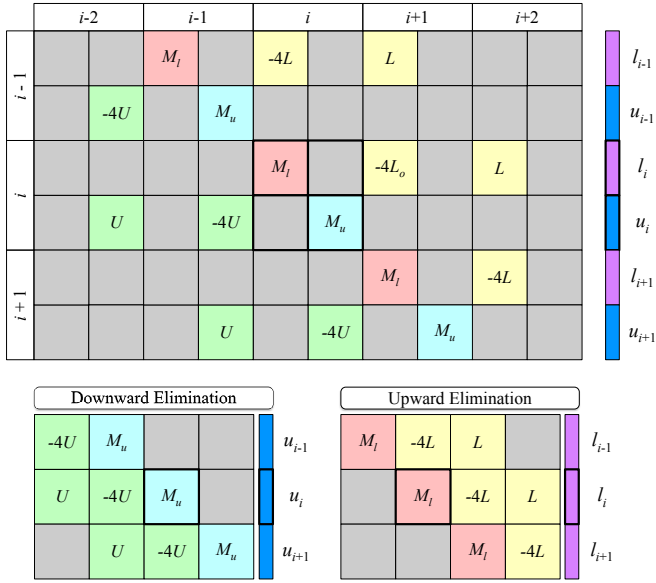 i-2 i-1 i i+1 i+2
i - 1 M_l -4L L l_{i-1}
-4U M_u u_{i-1}
i M_l -4L_o L l_i
U -4U M_u u_i
i + 1 M_l -4L l_{i+1}
U -4U M_u u_{i+1}
Downward Elimination Upward Elimination
-4U M_u u_{i-1} M_l -4L L l_{i-1}
U -4U M_u u_i M_l -4L L l_i
U -4U M_u u_{i+1} M_l -4L l_{i+1}